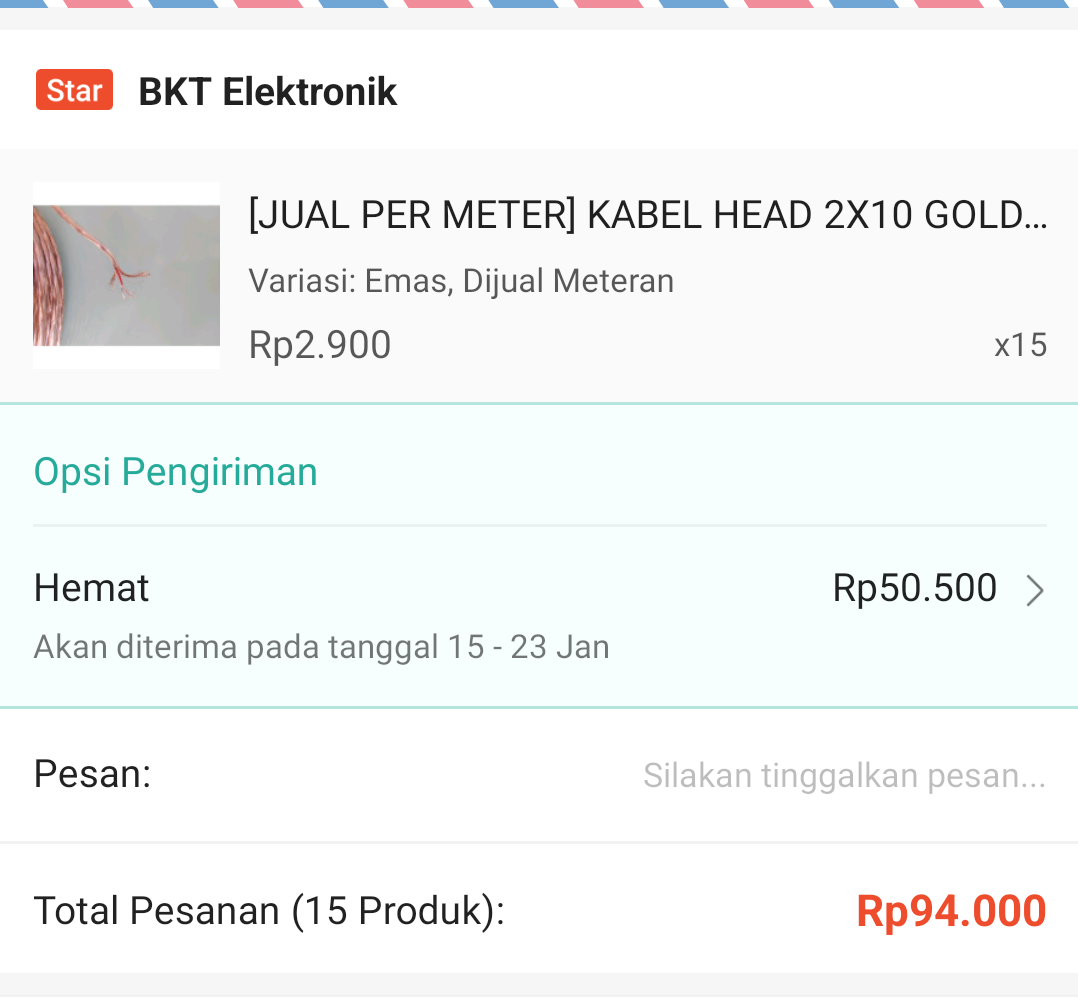 Star BKT Elektronik
[JUAL PER METER] KABEL HEAD 2X10 GOLD...
Variasi: Emas, Dijual Meteran
Rp2.900 x15
Opsi Pengiriman
Hemat Rp50.500
Akan diterima pada tanggal 15 - 23 Jan
Pesan: Silakan tinggalkan pesan...
Total Pesanan (15 Produk): Rp94.000